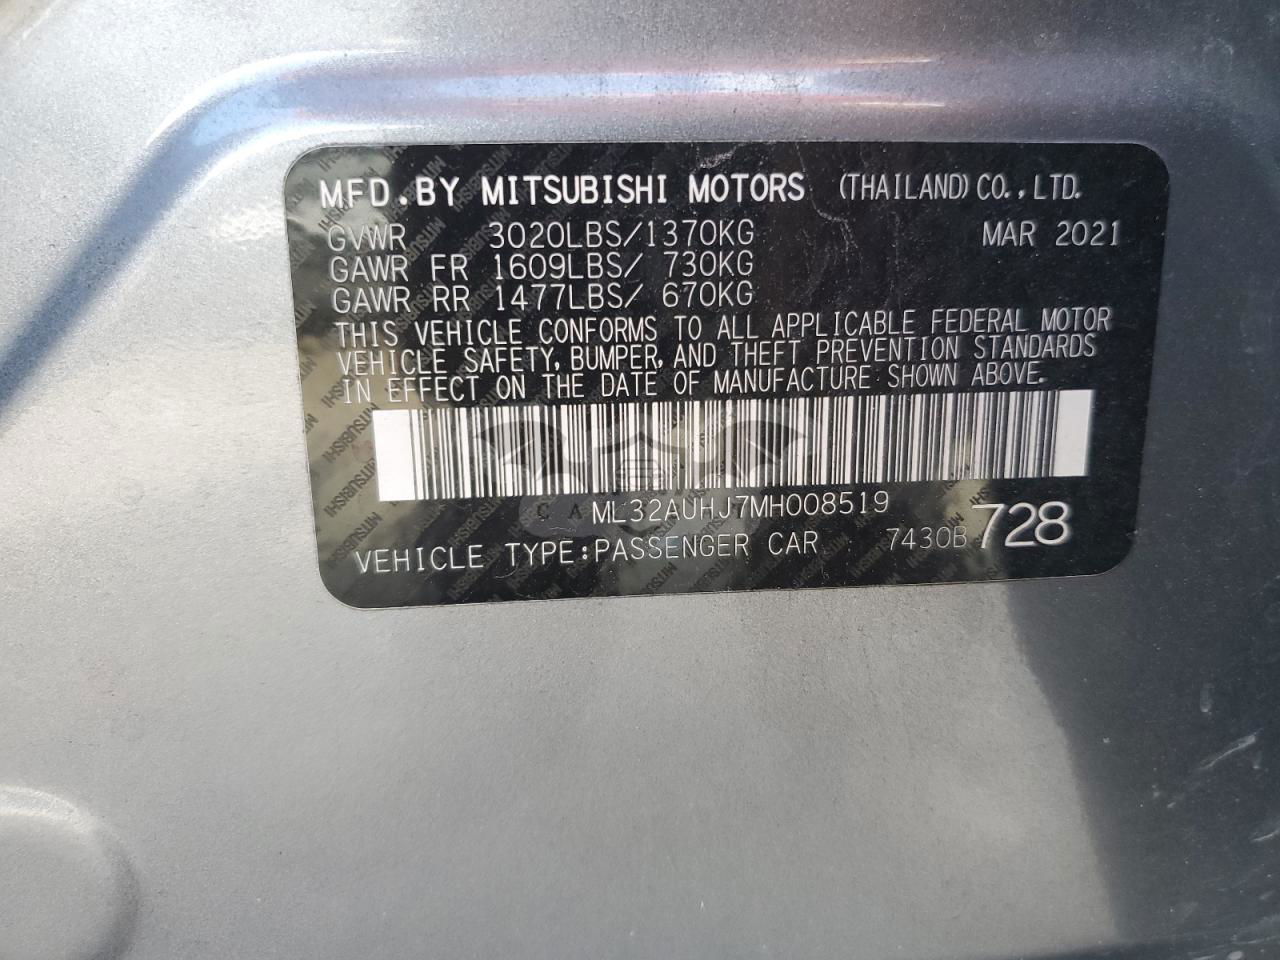 MFD.BY MITSUBISHI MOTORS (THAILAND) CO.,LTD.
GVWR 3020LBS/1370KG MAR 2021
GAWR FR 1609LBS/ 730KG
GAWR RR 1477LBS/ 670KG
THIS VEHICLE CONFORMS TO ALL APPLICABLE FEDERAL MOTOR
VEHICLE SAFETY, BUMPER, AND THEFT PREVENTION STANDARDS
IN EFFECT ON THE DATE OF MANUFACTURE SHOWN ABOVE.
ML32AUHJ7MH008519
VEHICLE TYPE:PASSENGER CAR 7430B 728